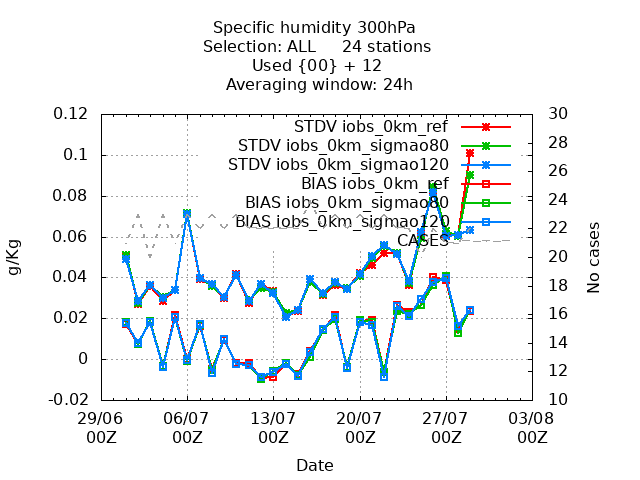 Specific humidity 300hPa
Selection: ALL     24 stations
Used {00} + 12
Averaging window: 24h
0.12
0.1
0.08
0.06
0.04
0.02
0
-0.02
g/Kg
STDV iobs_0km_ref
STDV iobs_0km_sigmao80
STDV iobs_0km_sigmao120
BIAS iobs_0km_ref
BIAS iobs_0km_sigmao80
BIAS iobs_0km_sigmao120
CASES
30
28
26
24
22
20
18
16
14
12
10
No cases
29/06 06/07 13/07 20/07 27/07 03/08
00Z 00Z 00Z 00Z 00Z 00Z
Date